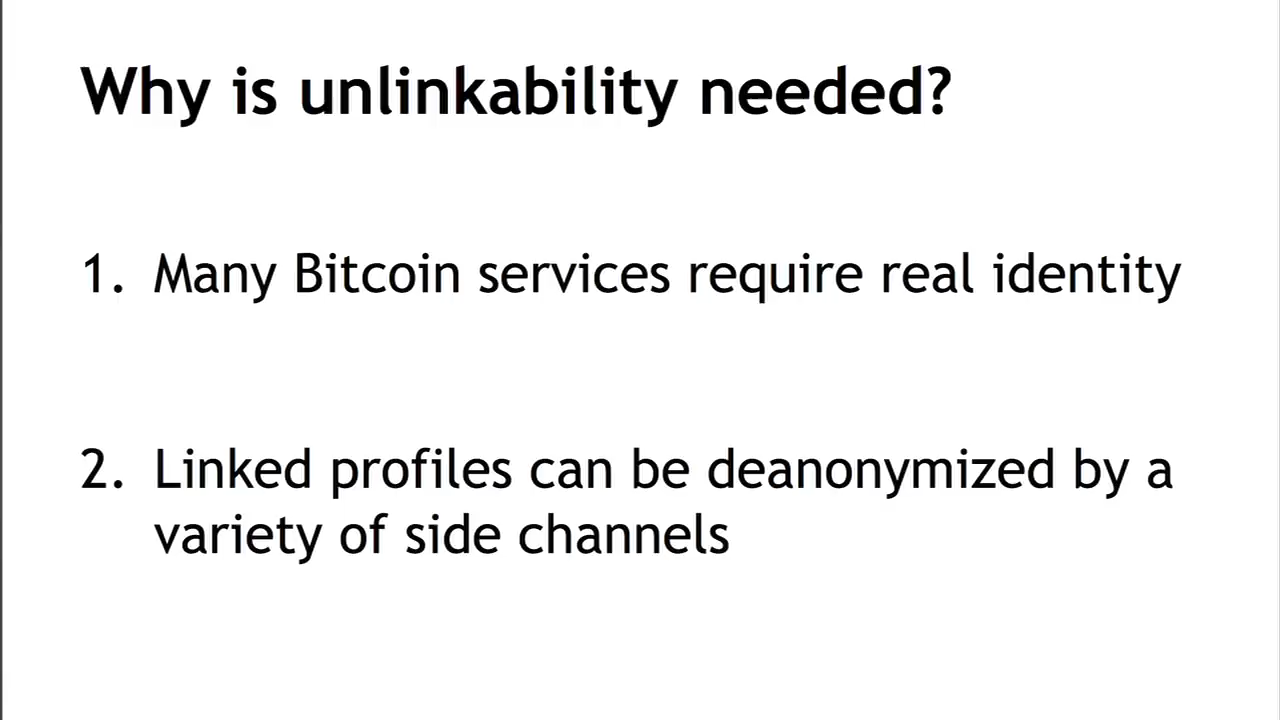 Why is unlinkability needed?
1. Many Bitcoin services require real identity
2. Linked profiles can be deanonymized by a
variety of side channels